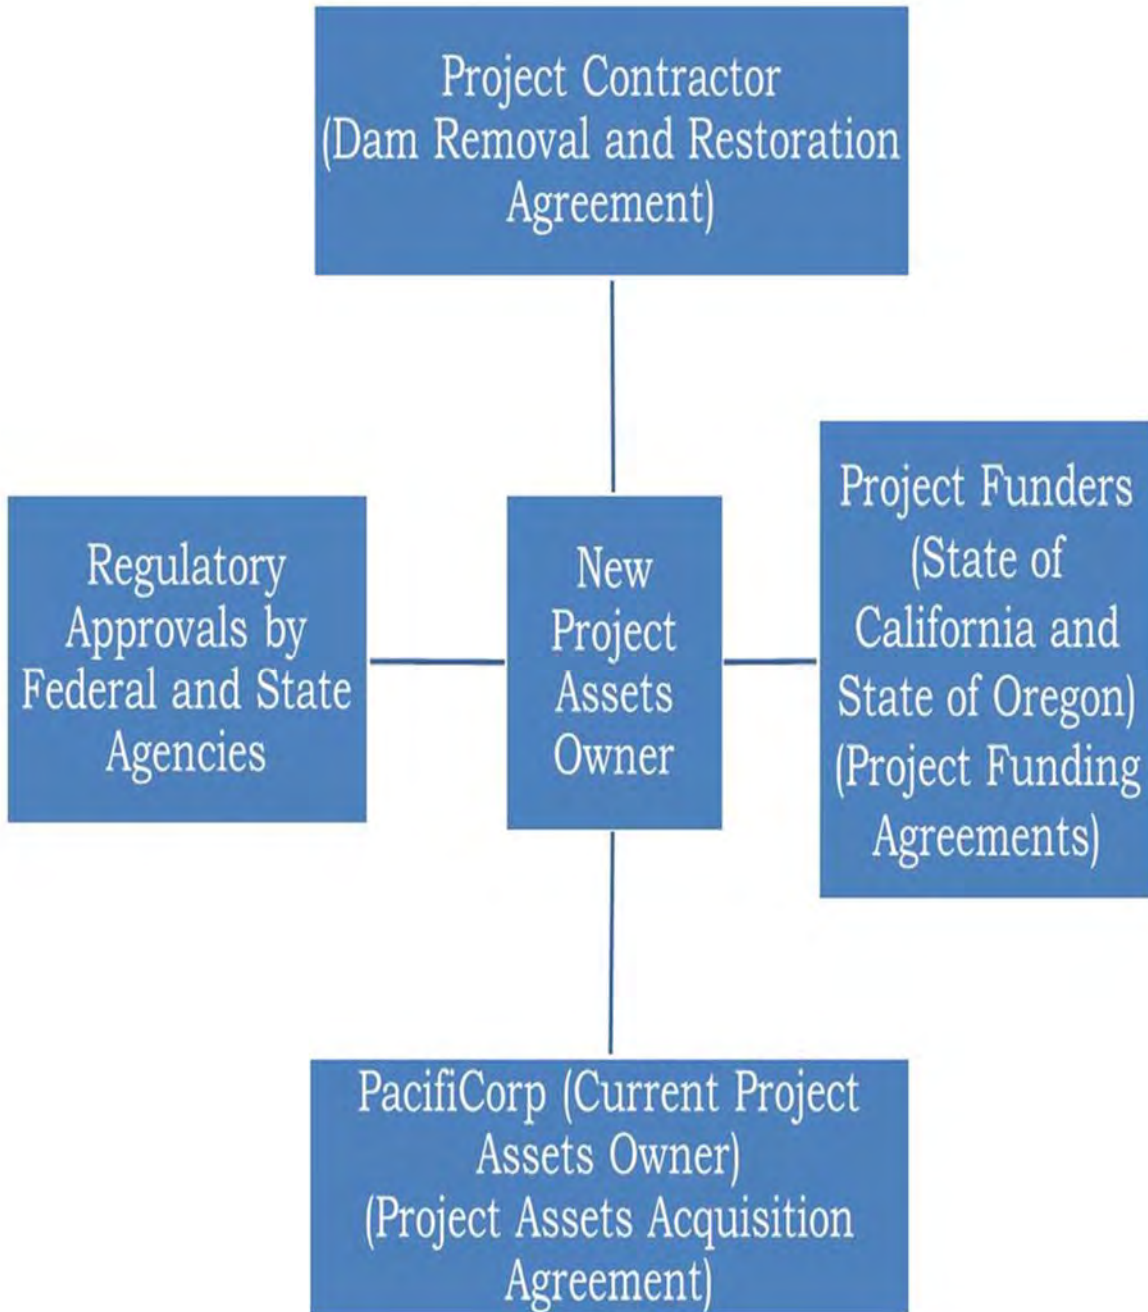 Project Contractor
(Dam Removal and Restoration
Agreement)
Regulatory
Approvals by
Federal and State
Agencies
New
Project
Assets
Owner
Project Funders
(State of
California and
State of Oregon)
(Project Funding
Agreements)
PacifiCorp (Current Project
Assets Owner)
(Project Assets Acquisition
Agreement)